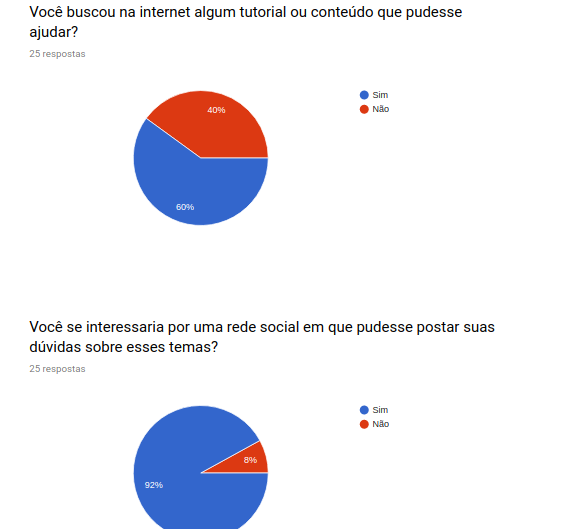 Você buscou na internet algum tutorial ou conteúdo que pudesse
ajudar?
25 respostas
Sim
Não
40%
60%
Você se interessaria por uma rede social em que pudesse postar suas
dúvidas sobre esses temas?
25 respostas
Sim
Não
8%
92%